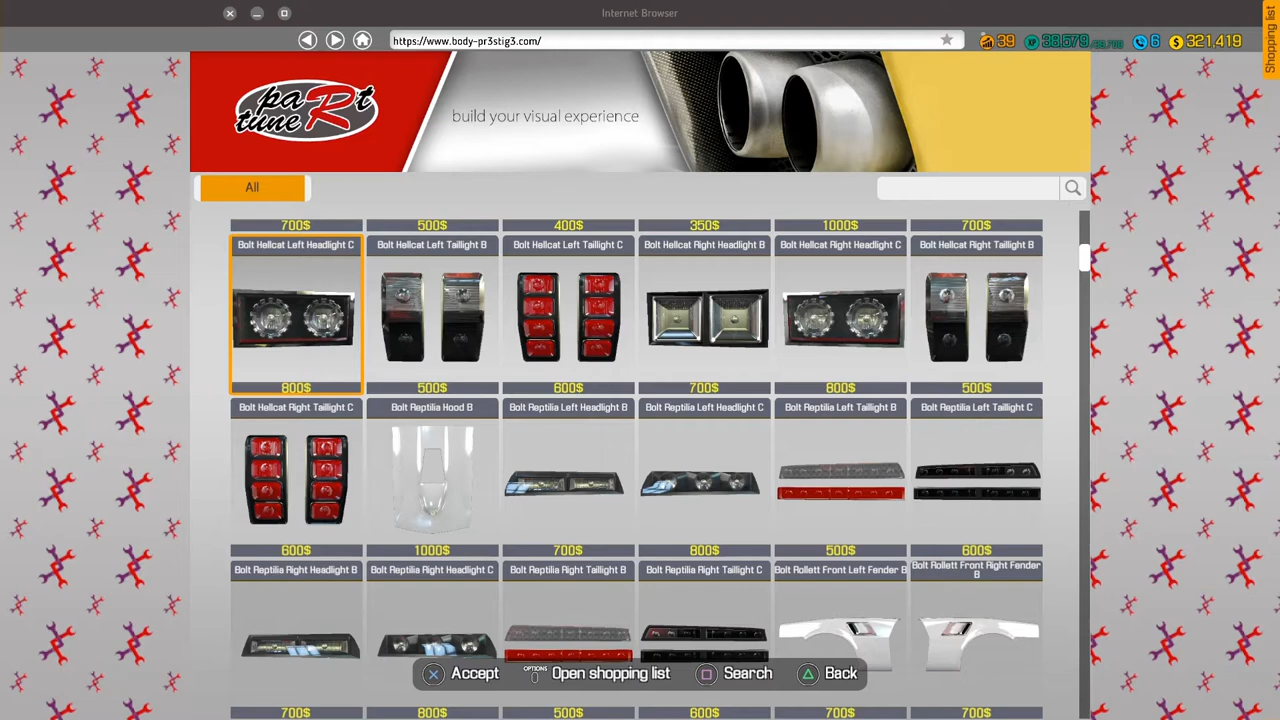 Internet Browser
Shopping list
https://www.body-pr3stig3.com/
39
XP 38,579
6
$ 321,419
paRt
tune
build your visual experience
All
700$ 500$ 400$ 350$ 1000$ 700$
Bolt Hellcat Left Headlight C
Bolt Hellcat Left Taillight B
Bolt Hellcat Left Taillight C
Bolt Hellcat Right Headlight B
Bolt Hellcat Right Headlight C
Bolt Hellcat Right Taillight B
800$ 500$ 600$ 700$ 800$ 500$
Bolt Hellcat Right Taillight C
Bolt Reptilia Hood B
Bolt Reptilia Left Headlight B
Bolt Reptilia Left Headlight C
Bolt Reptilia Left Taillight B
Bolt Reptilia Left Taillight C
600$ 1000$ 700$ 800$ 500$ 600$
Bolt Reptilia Right Headlight B
Bolt Reptilia Right Headlight C
Bolt Reptilia Right Taillight B
Bolt Reptilia Right Taillight C
Bolt Rollett Front Left Fender B
Bolt Rollett Front Right Fender
B
Accept
OPTIONS
Open shopping list
Search
Back
700$ 800$ 500$ 600$ 700$ 700$